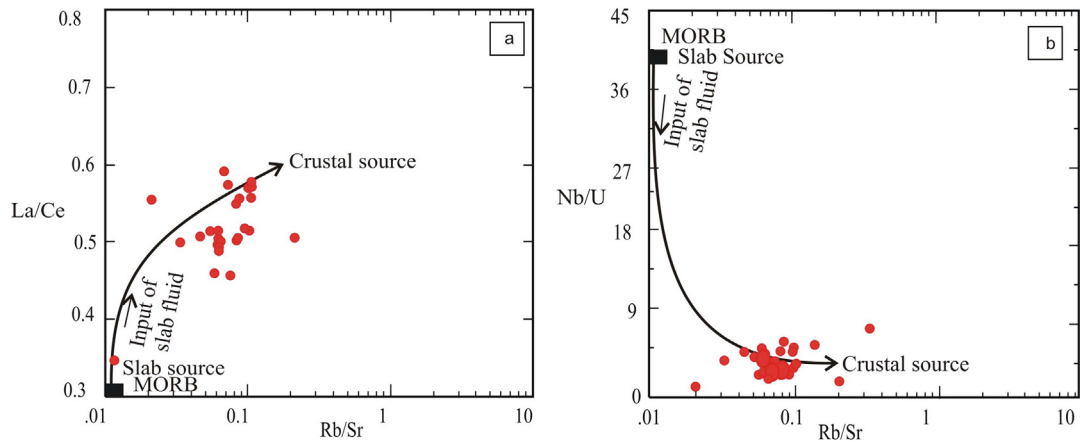 a
0.8
0.7
0.6
0.5
0.4
0.3
La/Ce
Crustal source
Input of
slab fluid
Slab source
MORB
.01
0.1
1
10
Rb/Sr
b
45
36
27
18
9
0
Nb/U
MORB
Slab Source
Input of
slab fluid
Crustal source
.01
0.1
1
10
Rb/Sr